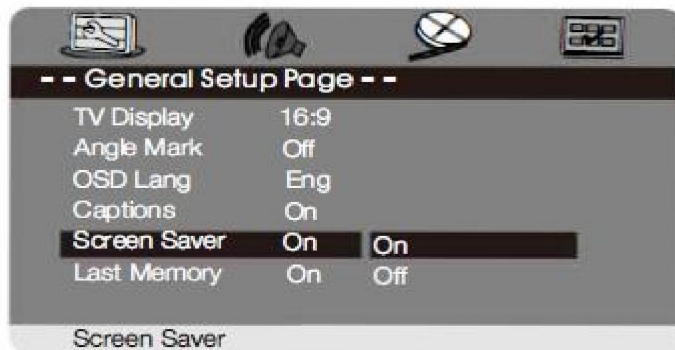 - - General Setup Page - -
TV Display 16:9
Angle Mark Off
OSD Lang Eng
Captions On
Screen Saver On On
Last Memory On Off
Screen Saver